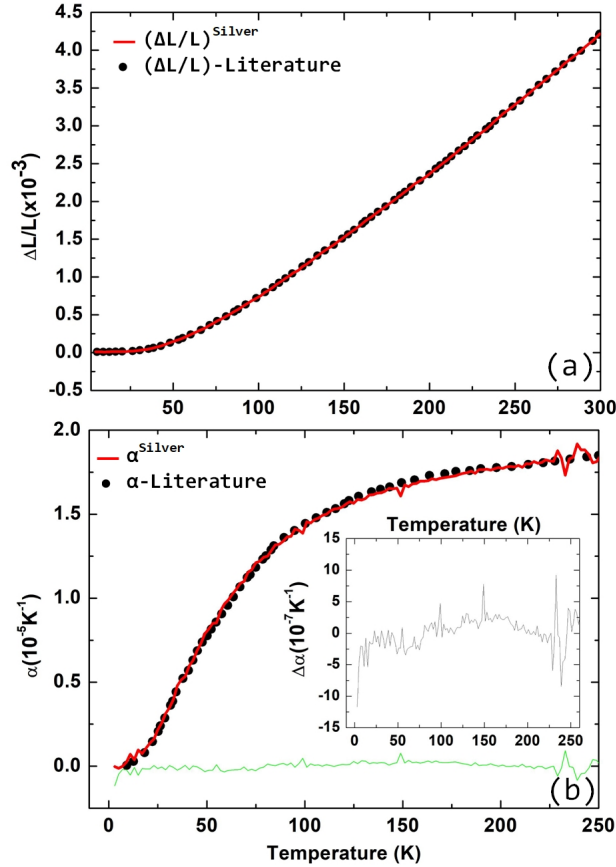 4.5
4.0
3.5
3.0
2.5
2.0
1.5
1.0
0.5
0.0
-0.5
ΔL/L(x10⁻³)
(ΔL/L)ˢⁱˡᵛᵉʳ
(ΔL/L)-Literature
(a)
50 100 150 200 250 300
2.0
1.5
1.0
0.5
0.0
α(10⁻⁵K⁻¹)
αˢⁱˡᵛᵉʳ
α-Literature
Temperature (K)
15
10
5
0
-5
-10
-15
Δα(10⁻⁷K⁻¹)
0 50 100 150 200 250
(b)
0 50 100 150 200 250
Temperature (K)